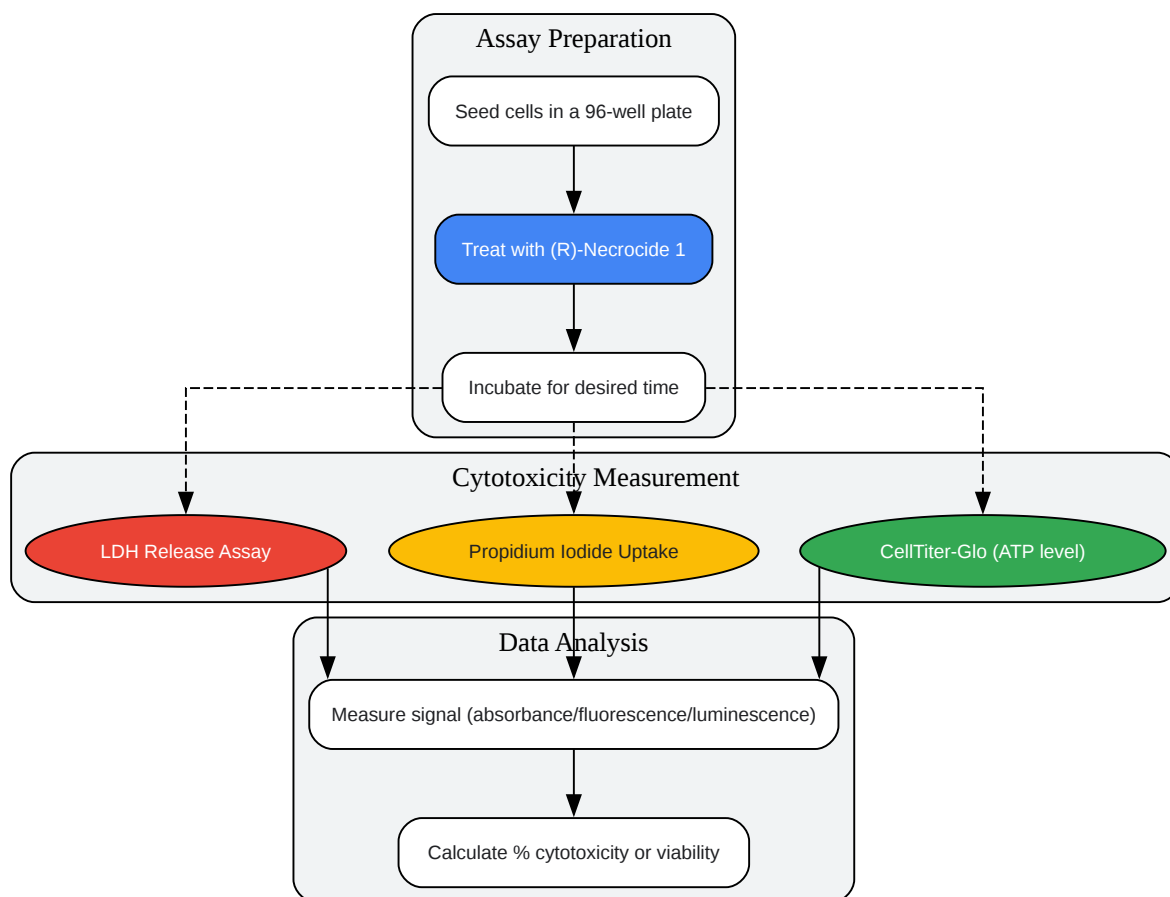 Assay Preparation
Seed cells in a 96-well plate
Treat with (R)-Necrocide 1
Incubate for desired time
Cytotoxicity Measurement
LDH Release Assay
Propidium Iodide Uptake
CellTiter-Glo (ATP level)
Data Analysis
Measure signal (absorbance/fluorescence/luminescence)
Calculate % cytotoxicity or viability